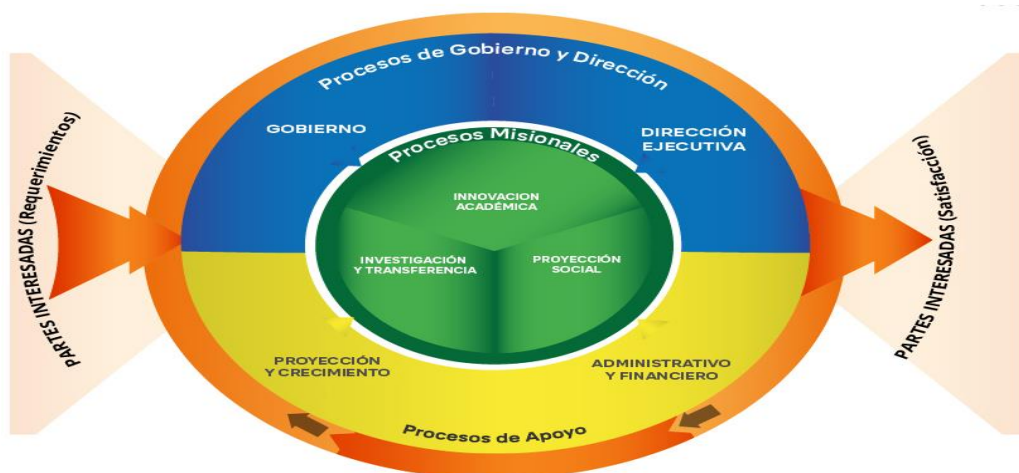 Procesos de Gobierno y Dirección
GOBIERNO
DIRECCIÓN
EJECUTIVA
Procesos Misionales
INNOVACION
ACADÉMICA
INVESTIGACIÓN
Y TRANSFERENCIA
PROYECCIÓN
SOCIAL
PARTES INTERESADAS (Requerimientos)
PARTES INTERESADAS (Satisfacción)
PROYECCIÓN
Y CRECIMIENTO
ADMINISTRATIVO
Y FINANCIERO
Procesos de Apoyo